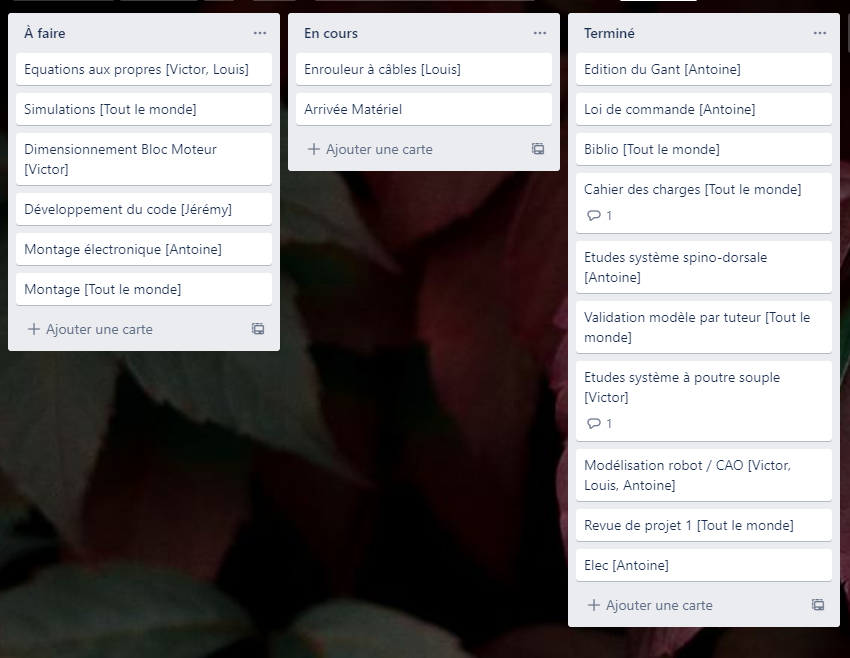 À faire
Equations aux propres [Victor, Louis]
Simulations [Tout le monde]
Dimensionnement Bloc Moteur
[Victor]
Développement du code [Jérémy]
Montage électronique [Antoine]
Montage [Tout le monde]
Ajouter une carte
En cours
Enrouleur à câbles [Louis]
Arrivée Matériel
Ajouter une carte
Terminé
Edition du Gant [Antoine]
Loi de commande [Antoine]
Biblio [Tout le monde]
Cahier des charges [Tout le monde]
1
Etudes système spino-dorsale
[Antoine]
Validation modèle par tuteur [Tout le
monde]
Etudes système à poutre souple
[Victor]
1
Modélisation robot / CAO [Victor,
Louis, Antoine]
Revue de projet 1 [Tout le monde]
Elec [Antoine]
Ajouter une carte